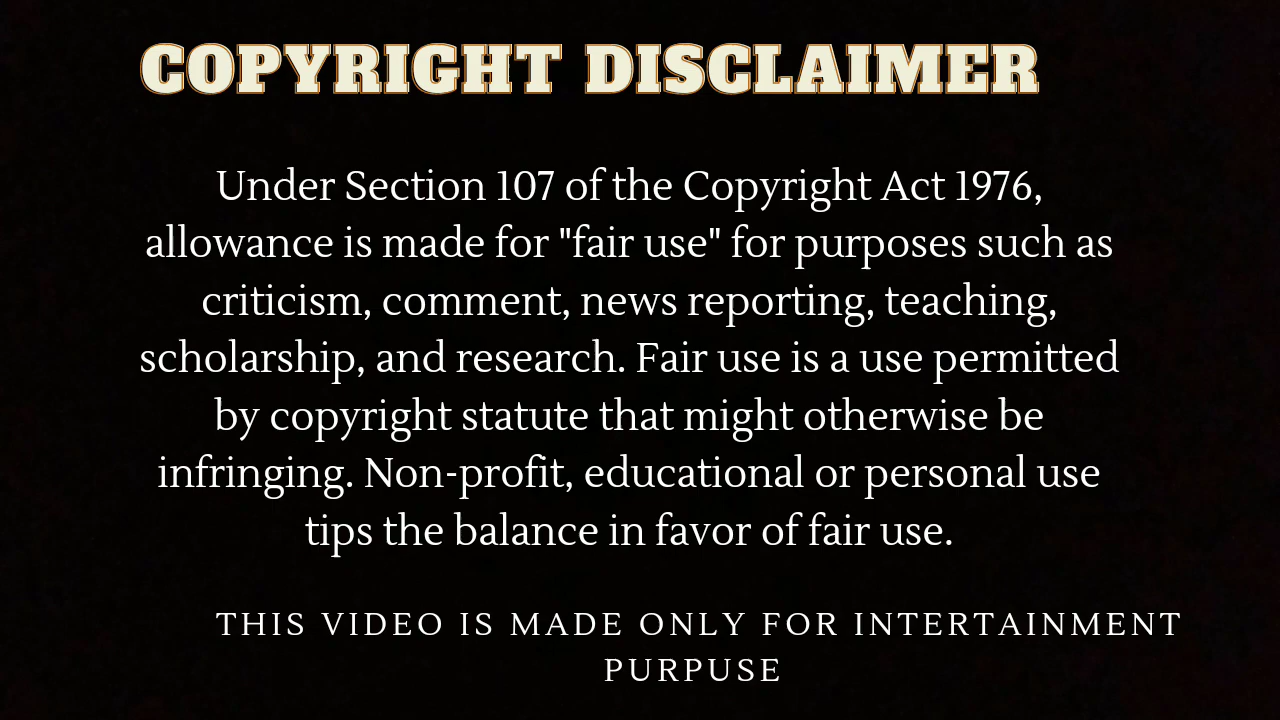 COPYRIGHT DISCLAIMER
Under Section 107 of the Copyright Act 1976,
allowance is made for "fair use" for purposes such as
criticism, comment, news reporting, teaching,
scholarship, and research. Fair use is a use permitted
by copyright statute that might otherwise be
infringing. Non-profit, educational or personal use
tips the balance in favor of fair use.
THIS VIDEO IS MADE ONLY FOR INTERTAINMENT
PURPUSE